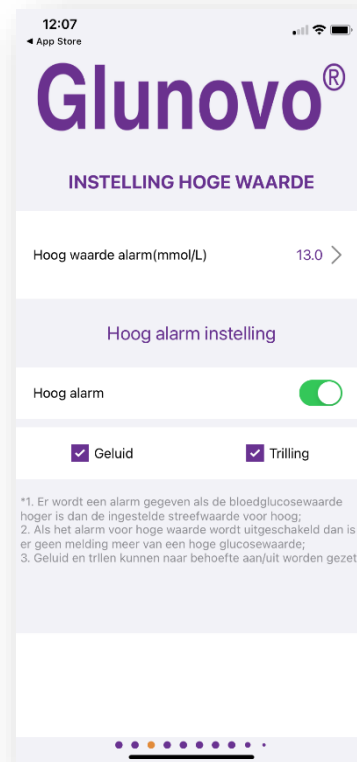 12:07
◀ App Store
Glunovo®
INSTELLING HOGE WAARDE
Hoog waarde alarm(mmol/L) 13.0
Hoog alarm instelling
Hoog alarm
Geluid Trilling
*1. Er wordt een alarm gegeven als de bloedglucosewaarde
hoger is dan de ingestelde streefwaarde voor hoog;
2. Als het alarm voor hoge waarde wordt uitgeschakeld dan is
er geen melding meer van een hoge glucosewaarde;
3. Geluid en trllen kunnen naar behoefte aan/uit worden gezet